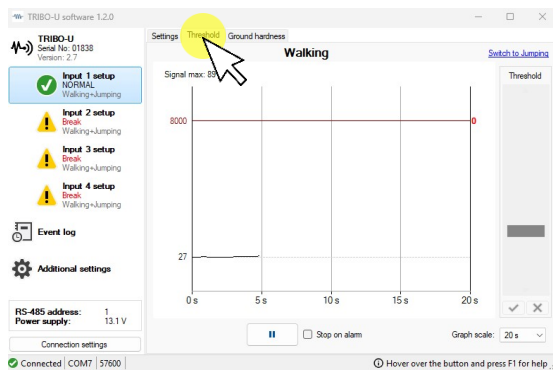 TRIBO-U software 1.2.0
TRIBO-U
Serial No: 01838
Version: 2.7
Input 1 setup
NORMAL
Walking+Jumping
Input 2 setup
Break
Walking+Jumping
Input 3 setup
Break
Walking+Jumping
Input 4 setup
Break
Walking+Jumping
Event log
Additional settings
RS-485 address: 1
Power supply: 13.1 V
Connection settings
Settings Threshold Ground hardness
Walking
Switch to Jumping
Signal max: 89
Threshold
8000
0
27
0 s 5 s 10 s 15 s 20 s
Stop on alarm
Graph scale: 20 s
Connected COM7 57600
Hover over the button and press F1 for help